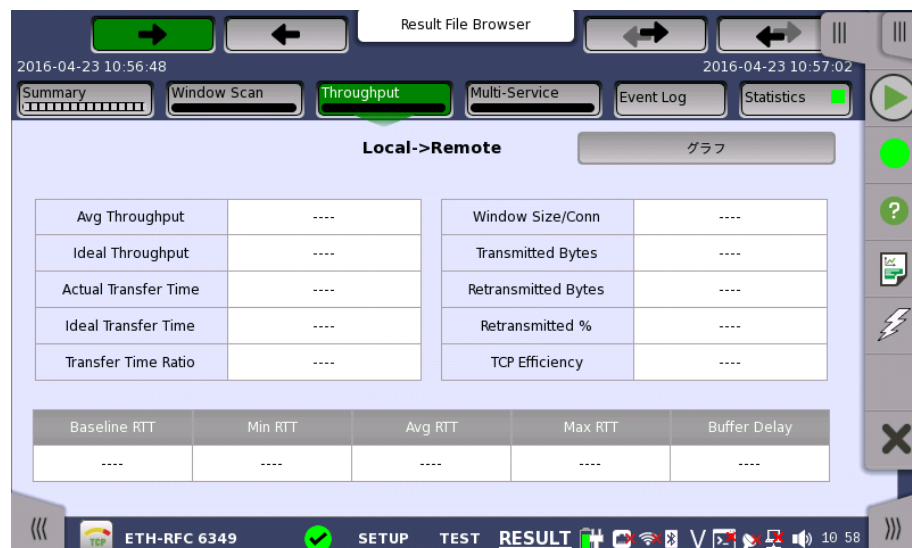 Result File Browser
2016-04-23 10:56:48
2016-04-23 10:57:02
Summary
Window Scan
Throughput
Multi-Service
Event Log
Statistics
Local->Remote
グラフ
Avg Throughput ----
Window Size/Conn ----
Ideal Throughput ----
Transmitted Bytes ----
Actual Transfer Time ----
Retransmitted Bytes ----
Ideal Transfer Time ----
Retransmitted % ----
Transfer Time Ratio ----
TCP Efficiency ----
Baseline RTT Min RTT Avg RTT Max RTT Buffer Delay
---- ---- ---- ---- ----
TCP
ETH-RFC 6349
SETUP
TEST
RESULT
10 58